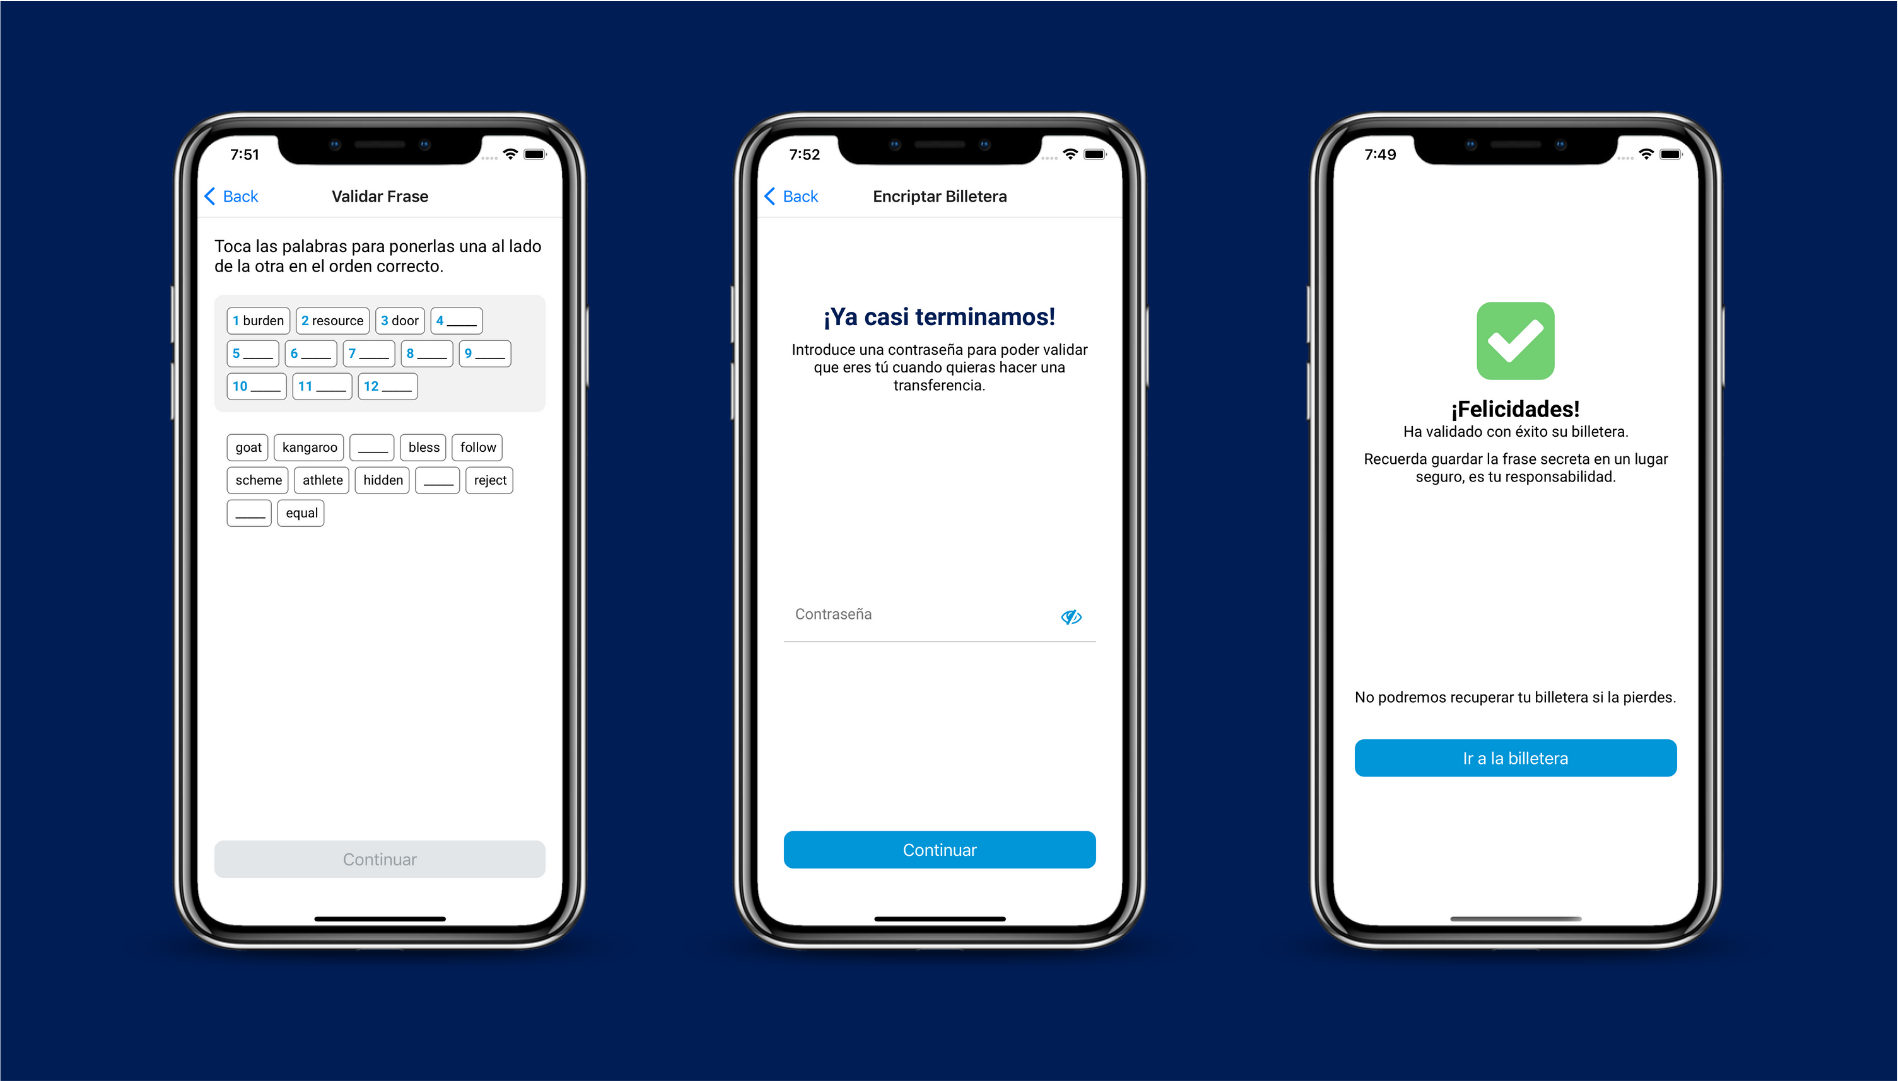 7:51
Back
Validar Frase
Toca las palabras para ponerlas una al lado
de la otra en el orden correcto.
1 burden 2 resource 3 door 4 ____
5 ____ 6 ____ 7 ____ 8 ____ 9 ____
10 ____ 11 ____ 12 ____
goat kangaroo ____ bless follow
scheme athlete hidden ____ reject
____ equal
Continuar
7:52
Back
Encriptar Billetera
¡Ya casi terminamos!
Introduce una contraseña para poder validar
que eres tú cuando quieras hacer una
transferencia.
Contraseña
Continuar
7:49
¡Felicidades!
Ha validado con éxito su billetera.
Recuerda guardar la frase secreta en un lugar
seguro, es tu responsabilidad.
No podremos recuperar tu billetera si la pierdes.
Ir a la billetera